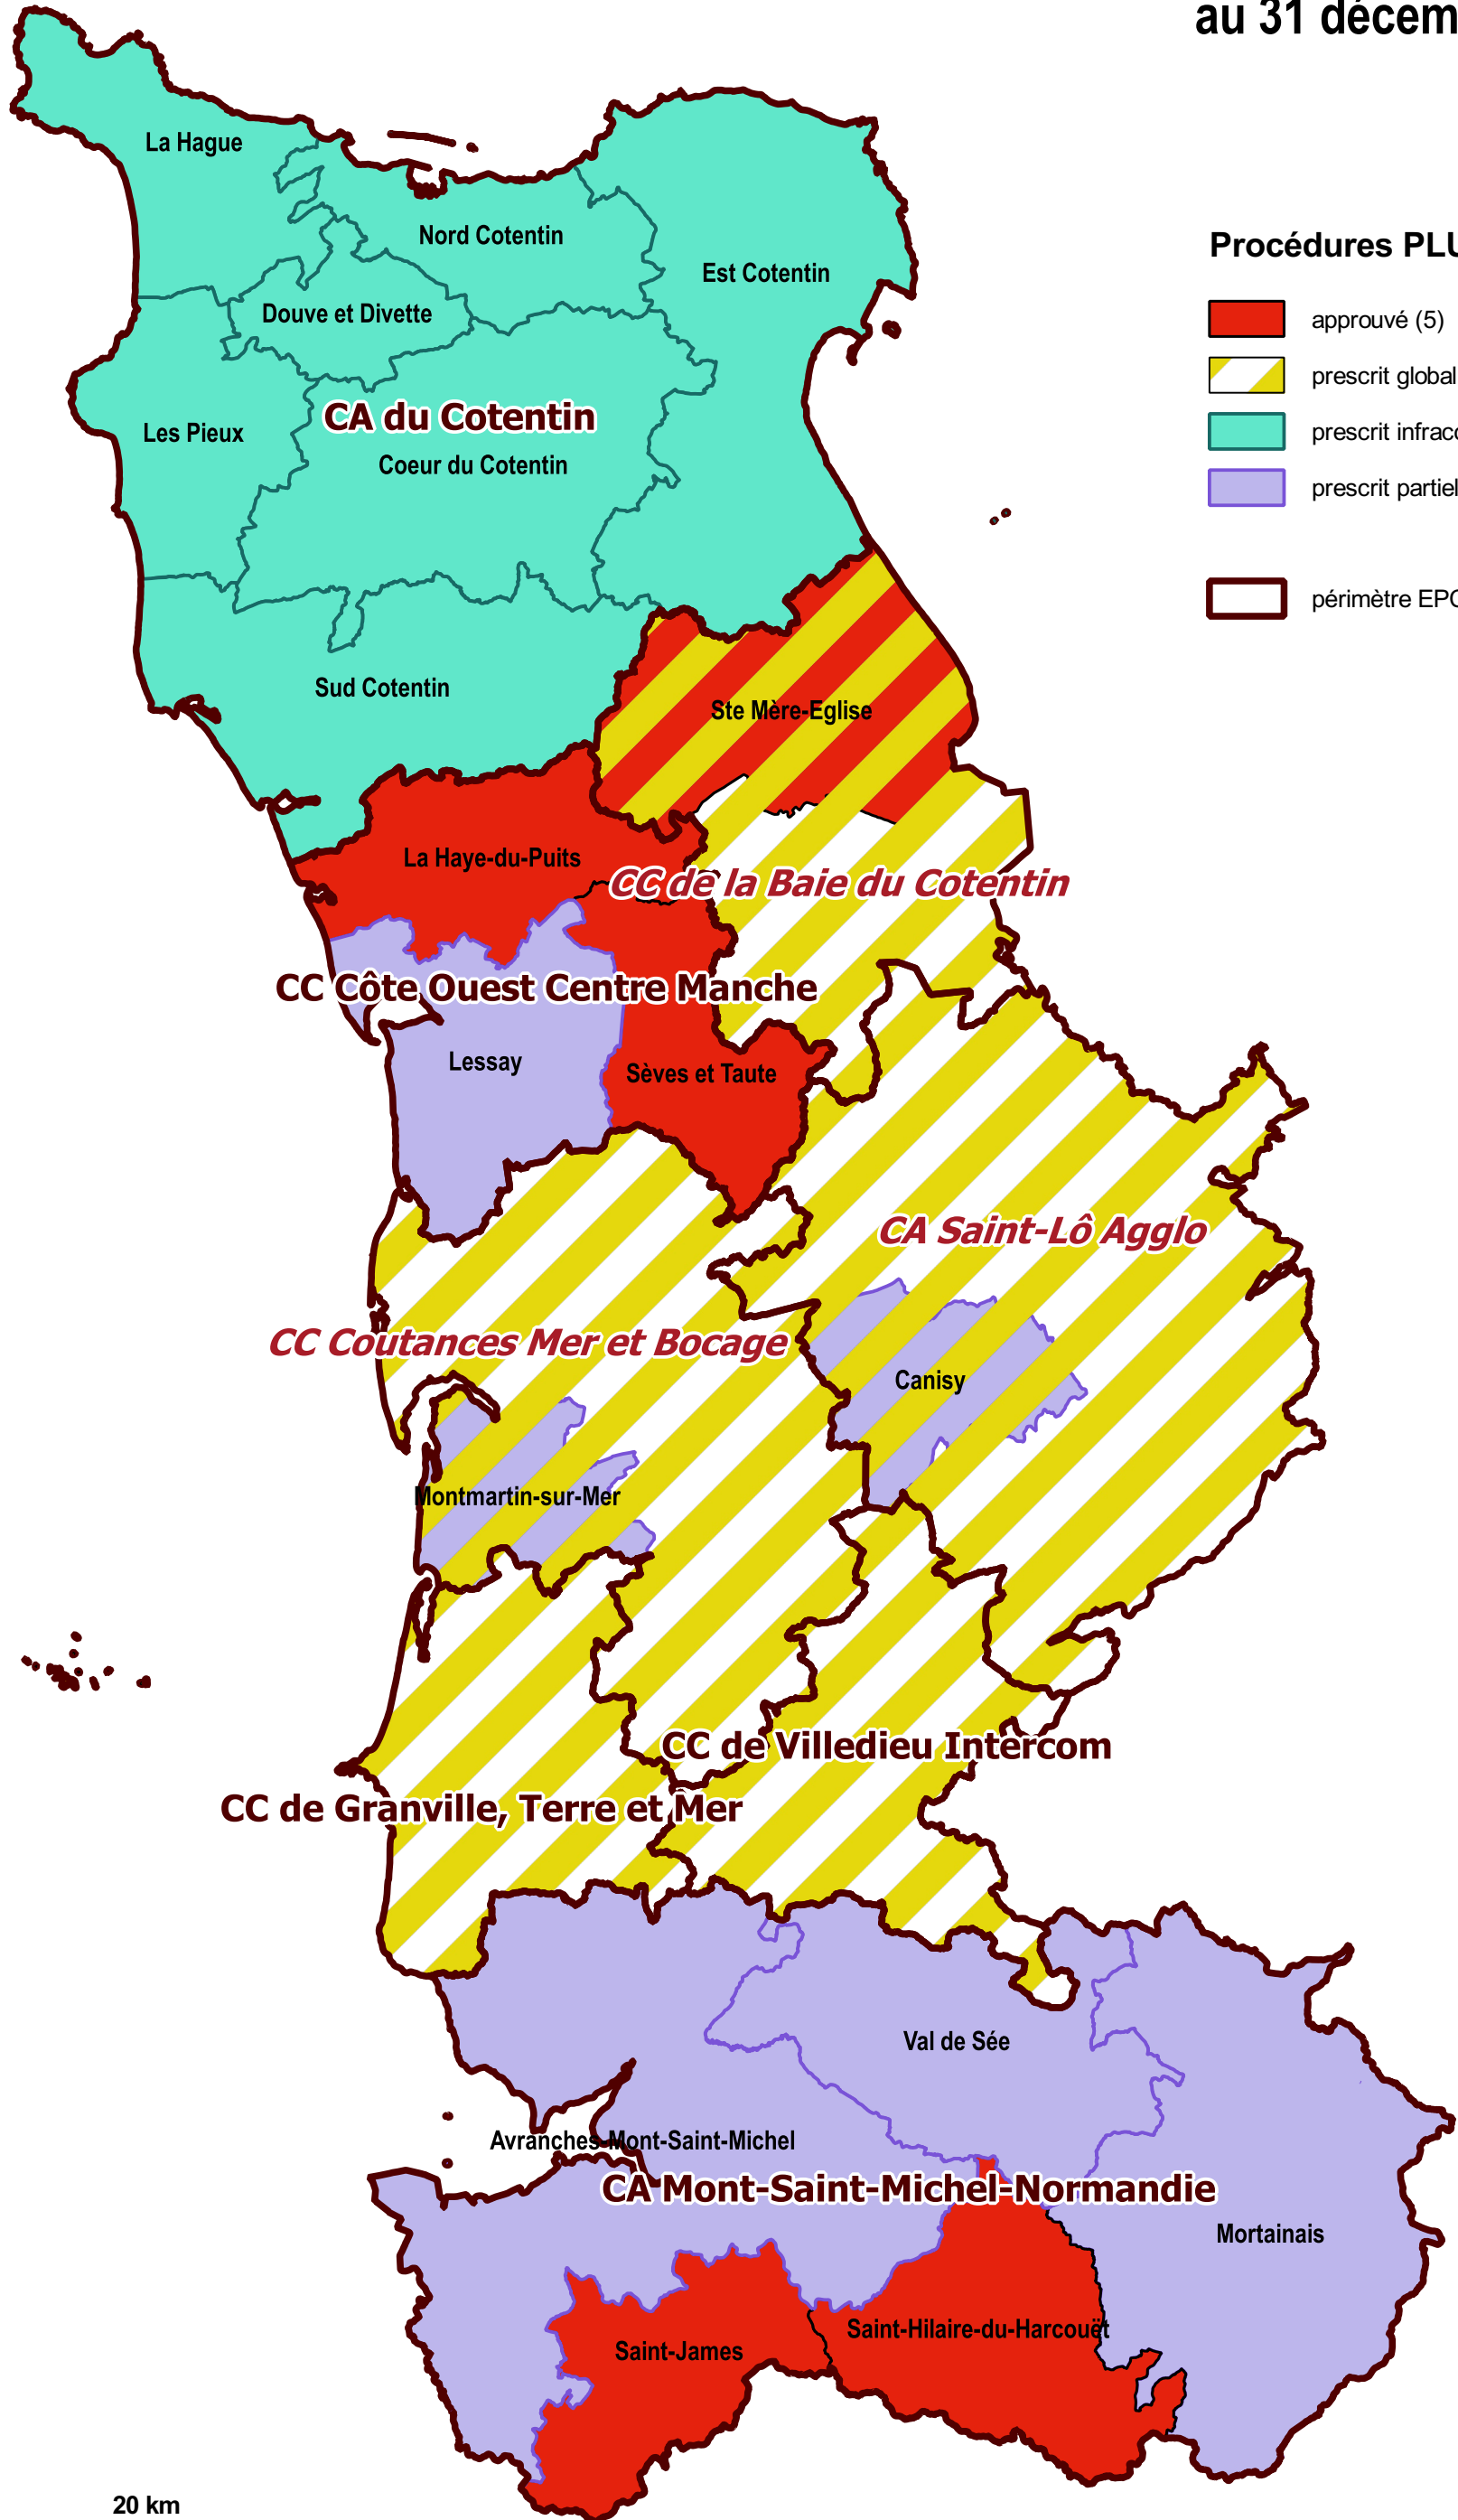 au 31 décem
La Hague
Nord Cotentin
Procédures PLU
Est Cotentin
Douve et Divette
approuvé (5)
prescrit global
CA du Cotentin
Les Pieux
prescrit infraco
Coeur du Cotentin
prescrit partiel
périmètre EPC
Sud Cotentin
Ste Mère-Eglise
La Haye-du-Puits
CC de la Baie du Cotentin
CC Côte Ouest Centre Manche
Lessay
Sèves et Taute
CA Saint-Lô Agglo
CC Coutances Mer et Bocage
Canisy
Montmartin-sur-Mer
CC de Villedieu Intercom
CC de Granville, Terre et Mer
Val de Sée
Avranches-Mont-Saint-Michel
CA Mont-Saint-Michel-Normandie
Mortainais
Saint-Hilaire-du-Harcouët
Saint-James
20 km